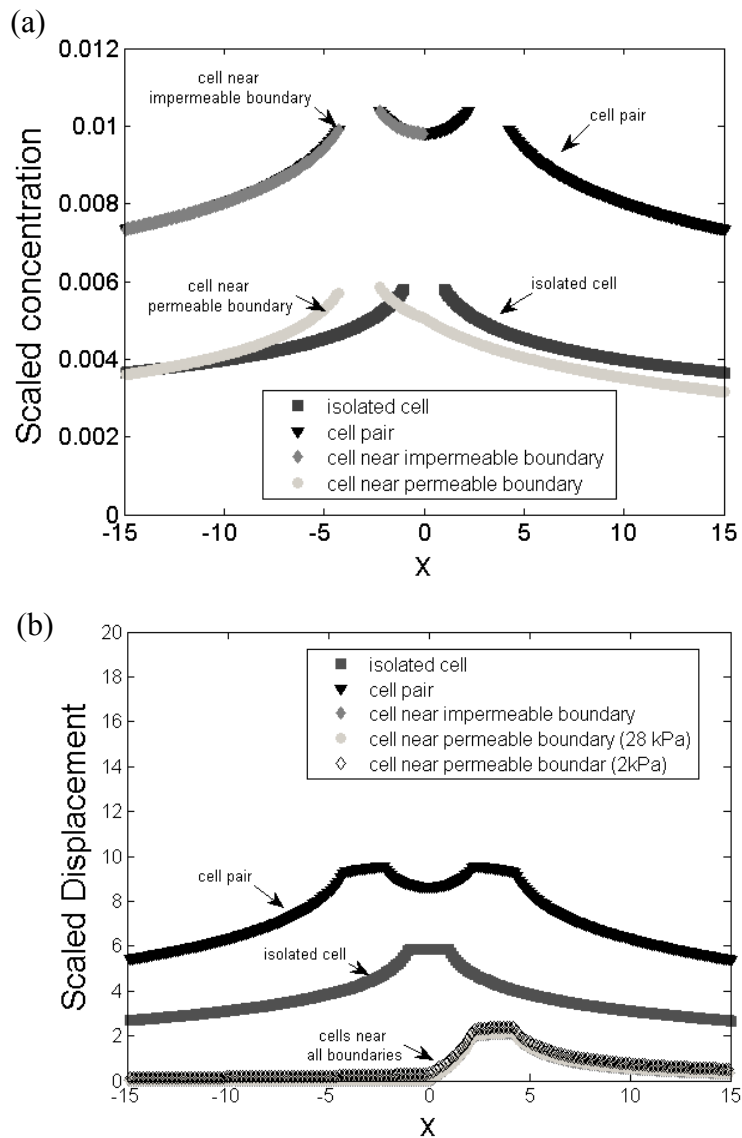 (a)
0.012
0.01
0.008
0.006
0.004
0.002
0
Scaled concentration
cell near
impermeable boundary
cell pair
cell near
permeable boundary
isolated cell
isolated cell
cell pair
cell near impermeable boundary
cell near permeable boundary
-15 -10 -5 0 5 10 15
X
(b)
20
18
16
14
12
10
8
6
4
2
0
Scaled Displacement
isolated cell
cell pair
cell near impermeable boundary
cell near permeable boundary (28 kPa)
cell near permeable boundar (2kPa)
cell pair
isolated cell
cells near
all boundaries
-15 -10 -5 0 5 10 15
X